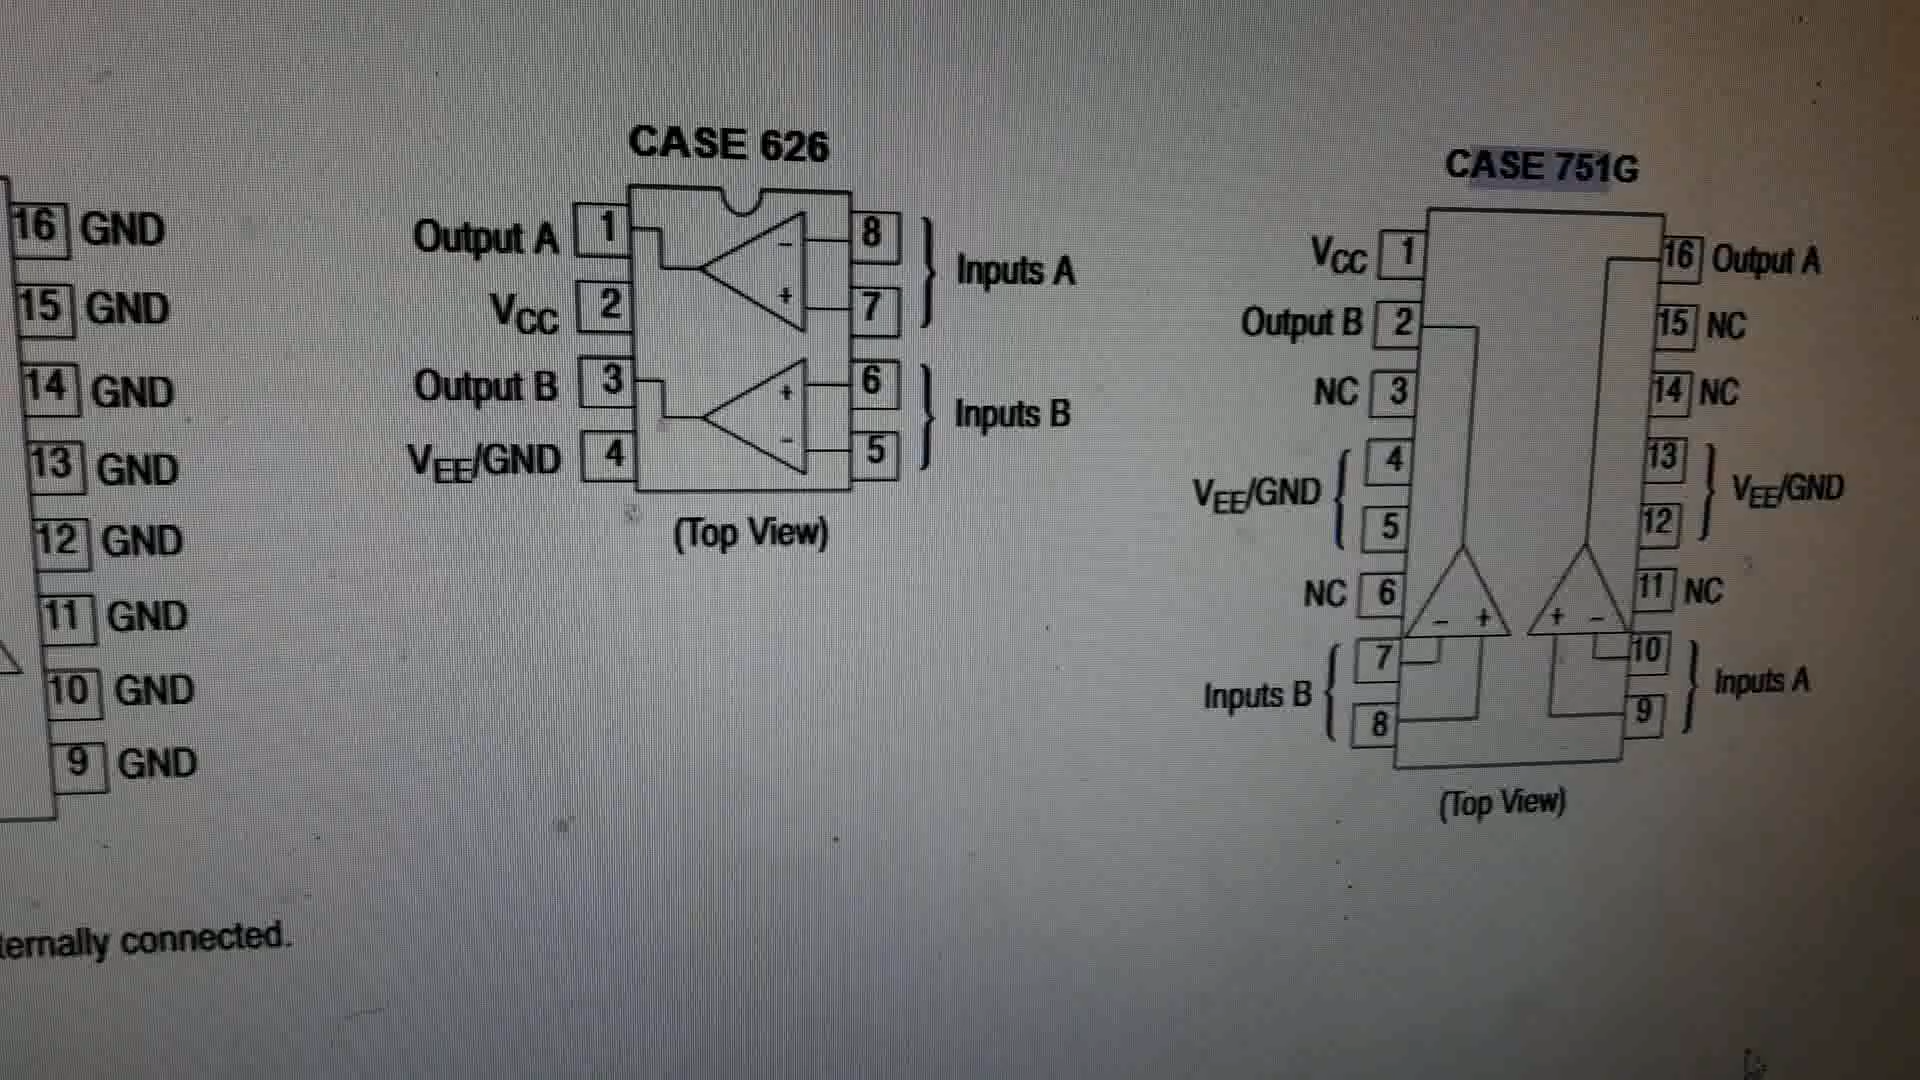 16 GND
15 GND
14 GND
13 GND
12 GND
11 GND
10 GND
9 GND
connected.
CASE 626
Output A 1
VCC 2
Output B 3
VEE/GND 4
8
7
Inputs A
6
5
Inputs B
- +
+ -
(Top View)
CASE 751G
VCC 1
Output B 2
NC 3
4
VEE/GND
5
NC 6
7
Inputs B
8
16 Output A
15 NC
14 NC
13
VEE/GND
12
11 NC
10
Inputs A
9
- + + -
(Top View)